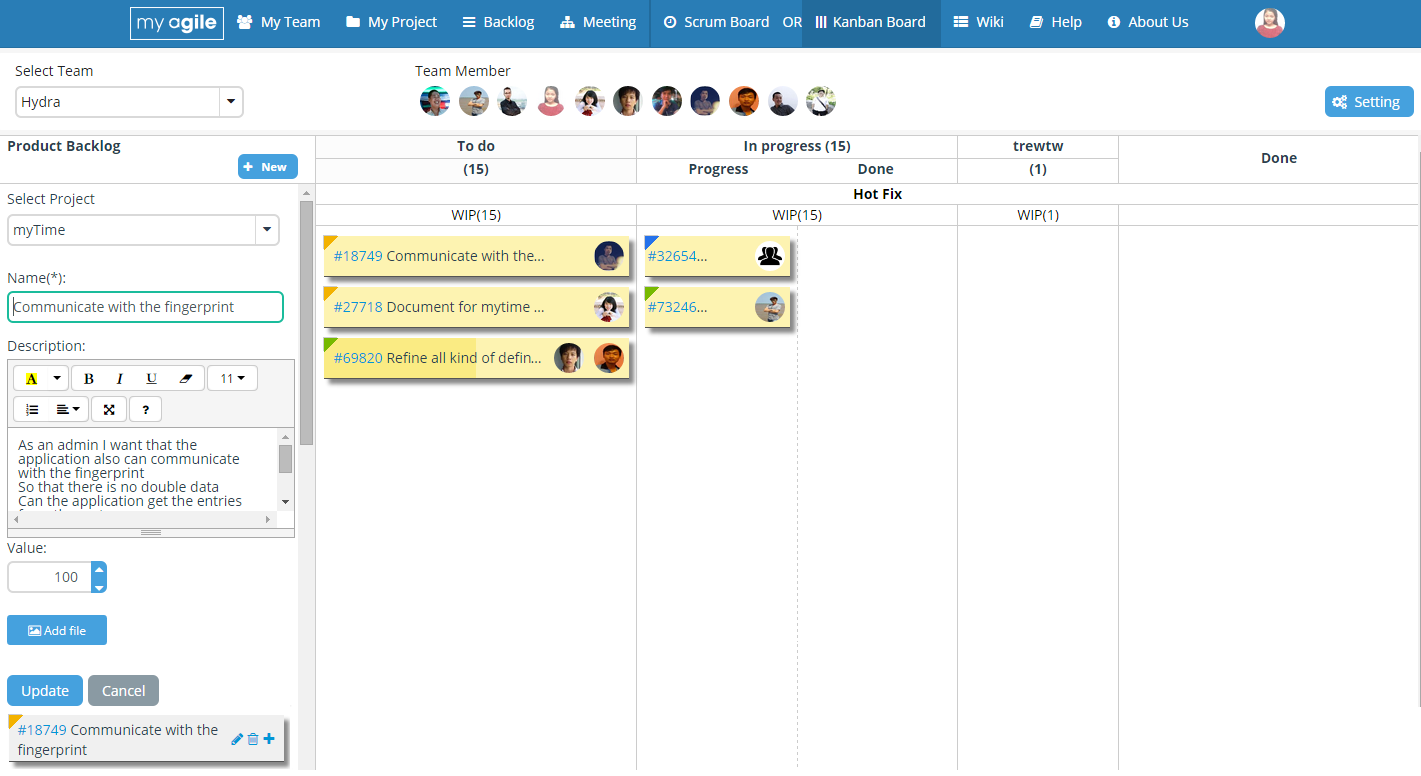 my agile
My Team
My Project
Backlog
Meeting
Scrum Board
OR
Kanban Board
Wiki
Help
About Us
Select Team
Hydra
Team Member
Setting
Product Backlog
New
Select Project
myTime
Name(*):
Communicate with the fingerprint
Description:
A
B
I
U
11
?
As an admin I want that the
application also can communicate
with the fingerprint
So that there is no double data
Can the application get the entries
Value:
100
Add file
Update
Cancel
#18749 Communicate with the
fingerprint
To do
(15)
In progress (15)
Progress
Done
trewtw
(1)
Done
Hot Fix
WIP(15)
WIP(15)
WIP(1)
#18749 Communicate with the...
#27718 Document for mytime ...
#69820 Refine all kind of defin...
#32654...
#73246...